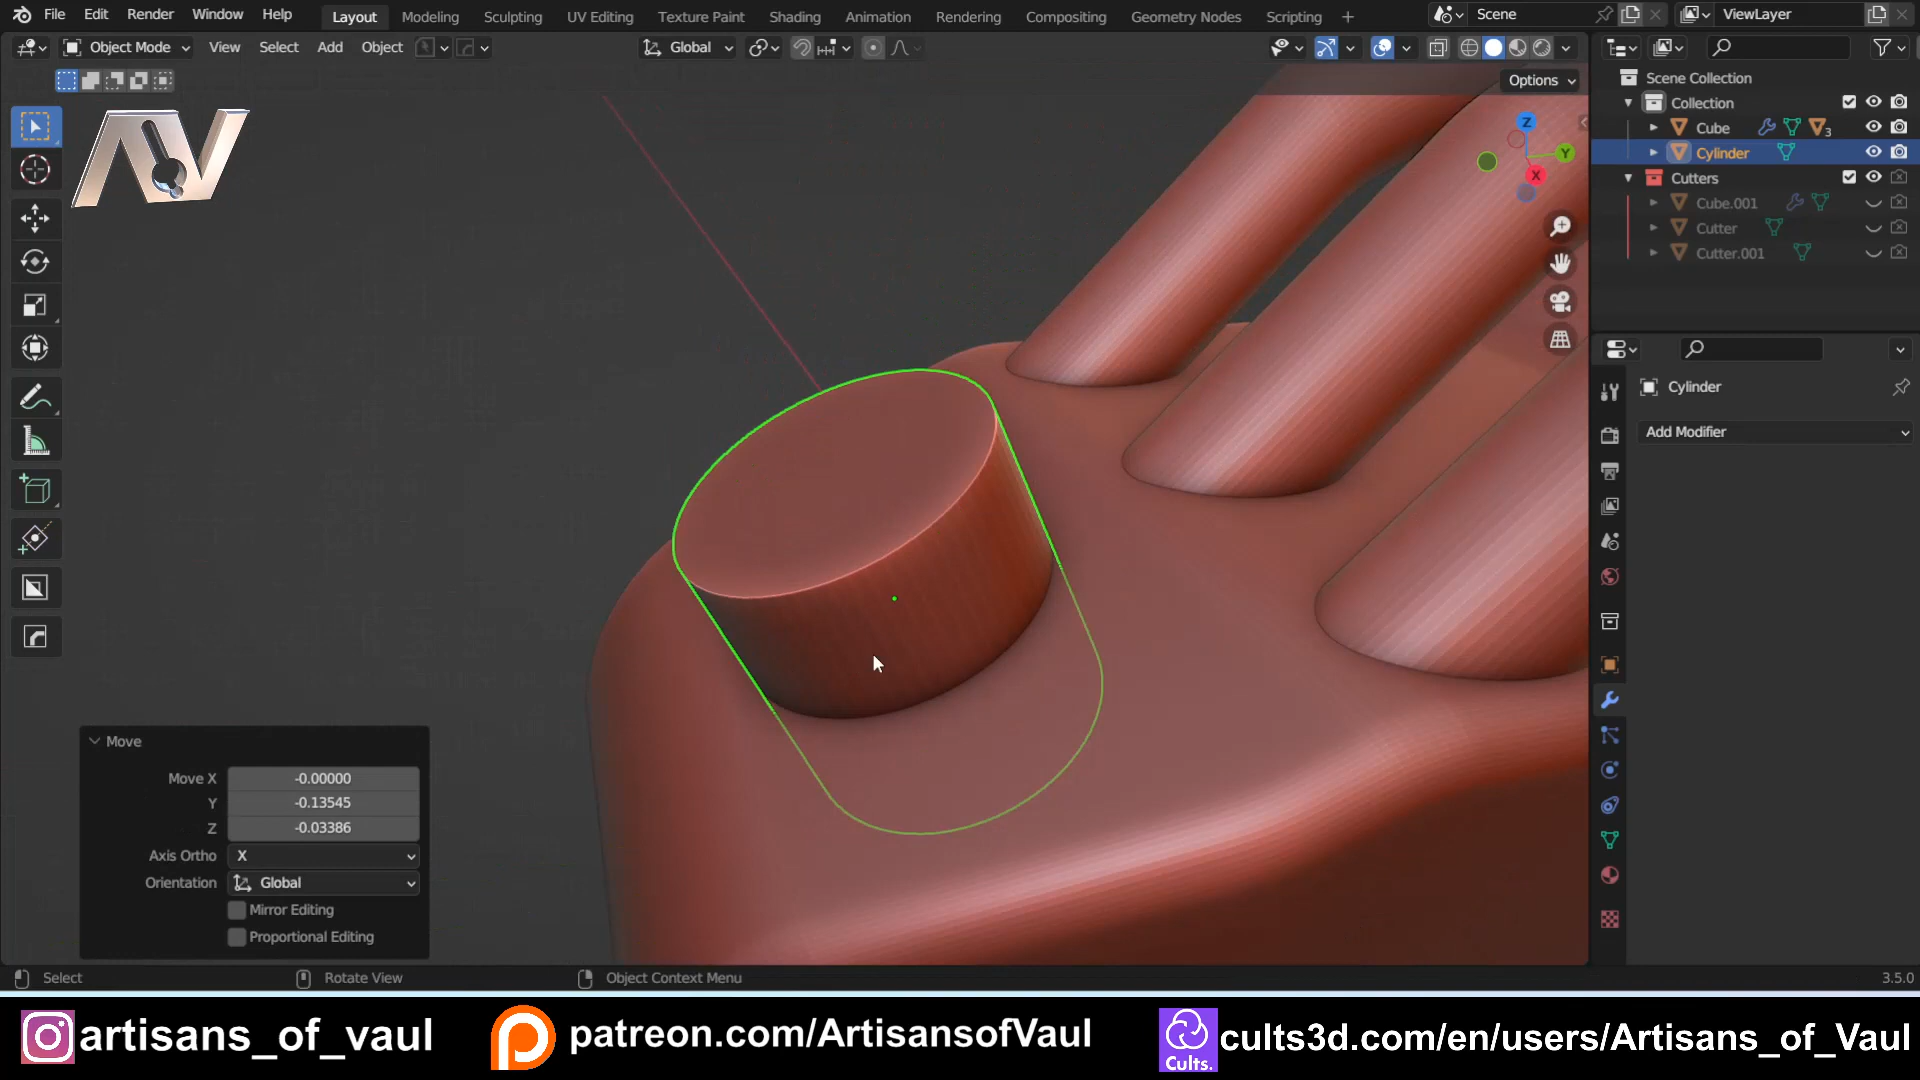 File Edit Render Window Help
Layout Modeling Sculpting UV Editing Texture Paint Shading Animation Rendering Compositing Geometry Nodes Scripting +
Scene
ViewLayer
Object Mode View Select Add Object
Global
Options
Z
Y
X
AV
Scene Collection
Collection
Cube
3
Cylinder
Cutters
Cube.001
Cutter
Cutter.001
Cylinder
Add Modifier
Move
Move X -0.00000
Y -0.13545
Z -0.03386
Axis Ortho X
Orientation Global
Mirror Editing
Proportional Editing
Select Rotate View Object Context Menu 3.5.0
artisans_of_vaul patreon.com/ArtisansofVaul cults3d.com/en/users/Artisans_of_Vaul
Cults.